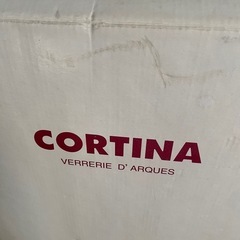 CORTINA
VERRERIE D' ARQUES